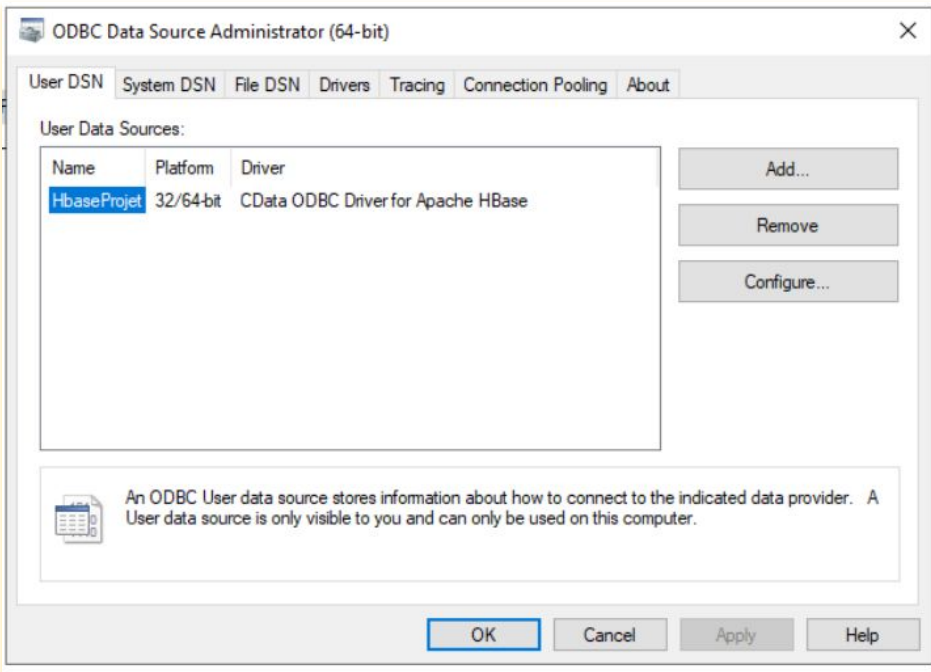 ODBC Data Source Administrator (64-bit)
User DSN System DSN File DSN Drivers Tracing Connection Pooling About
User Data Sources:
Name Platform Driver
HbaseProjet 32/64-bit CData ODBC Driver for Apache HBase
Add...
Remove
Configure...
An ODBC User data source stores information about how to connect to the indicated data provider. A
User data source is only visible to you and can only be used on this computer.
OK Cancel Apply Help